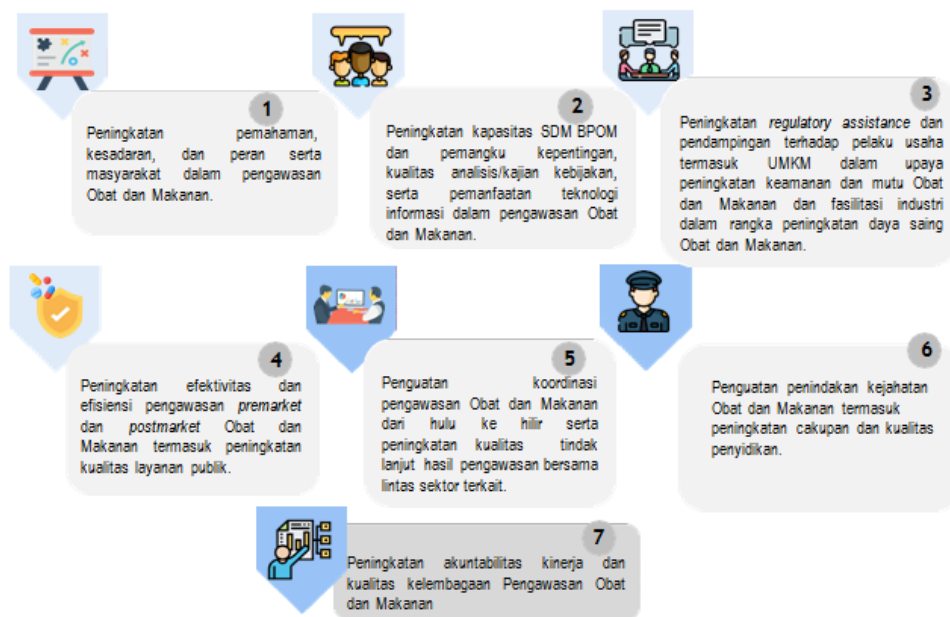 1
Peningkatan pemahaman,
kesadaran, dan peran serta
masyarakat dalam pengawasan
Obat dan Makanan.
2
Peningkatan kapasitas SDM BPOM
dan pemangku kepentingan,
kualitas analisis/kajian kebijakan,
serta pemanfaatan teknologi
informasi dalam pengawasan Obat
dan Makanan.
3
Peningkatan regulatory assistance dan
pendampingan terhadap pelaku usaha
termasuk UMKM dalam upaya
peningkatan keamanan dan mutu Obat
dan Makanan dan fasilitasi industri
dalam rangka peningkatan daya saing
Obat dan Makanan.
4
Peningkatan efektivitas dan
efisiensi pengawasan premarket
dan postmarket Obat dan
Makanan termasuk peningkatan
kualitas layanan publik.
5
Penguatan koordinasi
pengawasan Obat dan Makanan
dari hulu ke hilir serta
peningkatan kualitas tindak
lanjut hasil pengawasan bersama
lintas sektor terkait.
6
Penguatan penindakan kejahatan
Obat dan Makanan termasuk
peningkatan cakupan dan kualitas
penyidikan.
7
Peningkatan akuntabilitas kinerja dan
kualitas kelembagaan Pengawasan Obat
dan Makanan